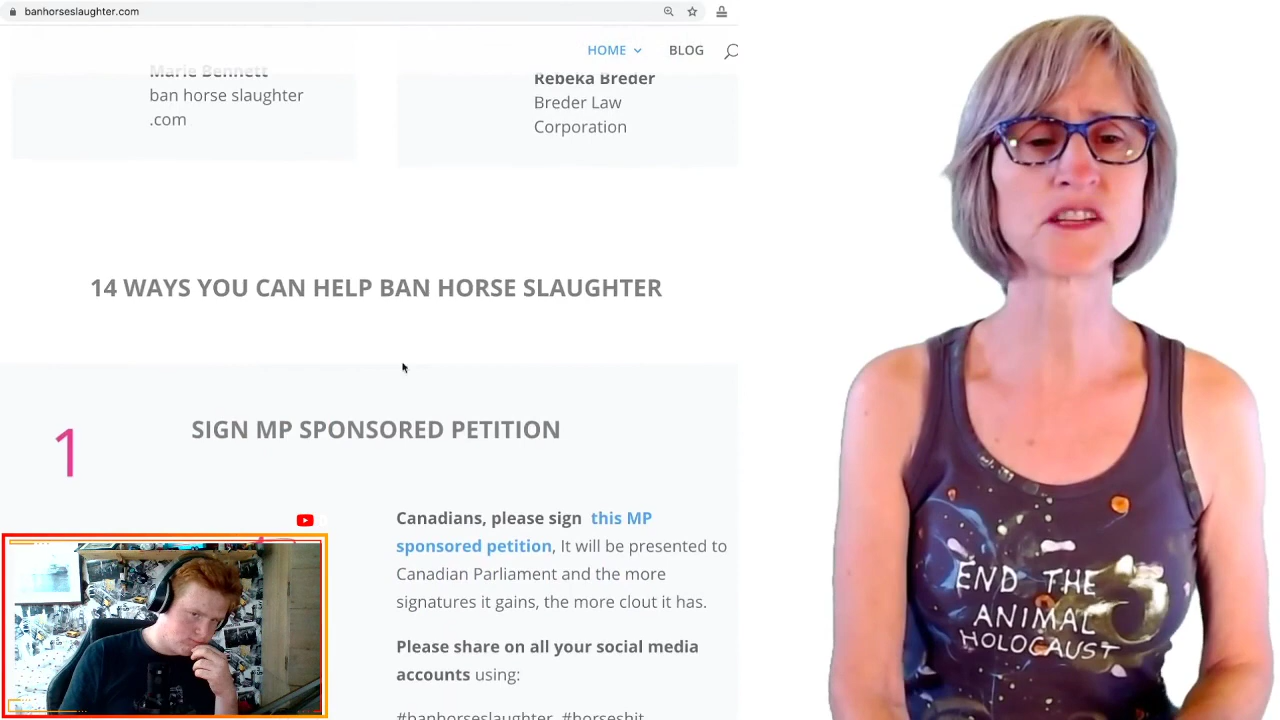 banhorseslaughter.com
HOME
BLOG
Marie Bennett
ban horse slaughter
.com
Rebeka Breder
Breder Law
Corporation
14 WAYS YOU CAN HELP BAN HORSE SLAUGHTER
1
SIGN MP SPONSORED PETITION
Canadians, please sign this MP
sponsored petition, It will be presented to
Canadian Parliament and the more
signatures it gains, the more clout it has.
Please share on all your social media
accounts using:
#banhorseslaughter, #horseshit
END THE
ANIMAL
HOLOCAUST